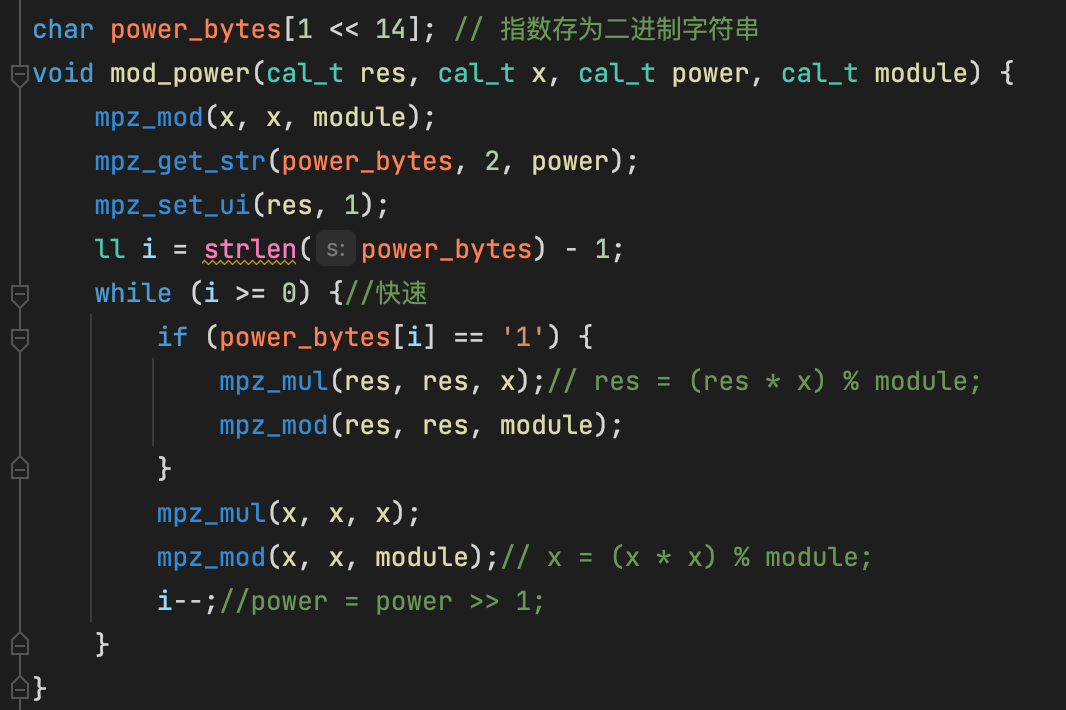 char power_bytes[1 << 14]; // 指数存为二进制字符串
void mod_power(cal_t res, cal_t x, cal_t power, cal_t module) {
    mpz_mod(x, x, module);
    mpz_get_str(power_bytes, 2, power);
    mpz_set_ui(res, 1);
    ll i = strlen( s: power_bytes) - 1;
    while (i >= 0) {//快速
        if (power_bytes[i] == '1') {
            mpz_mul(res, res, x);// res = (res * x) % module;
            mpz_mod(res, res, module);
        }
        mpz_mul(x, x, x);
        mpz_mod(x, x, module);// x = (x * x) % module;
        i--;//power = power >> 1;
    }
}